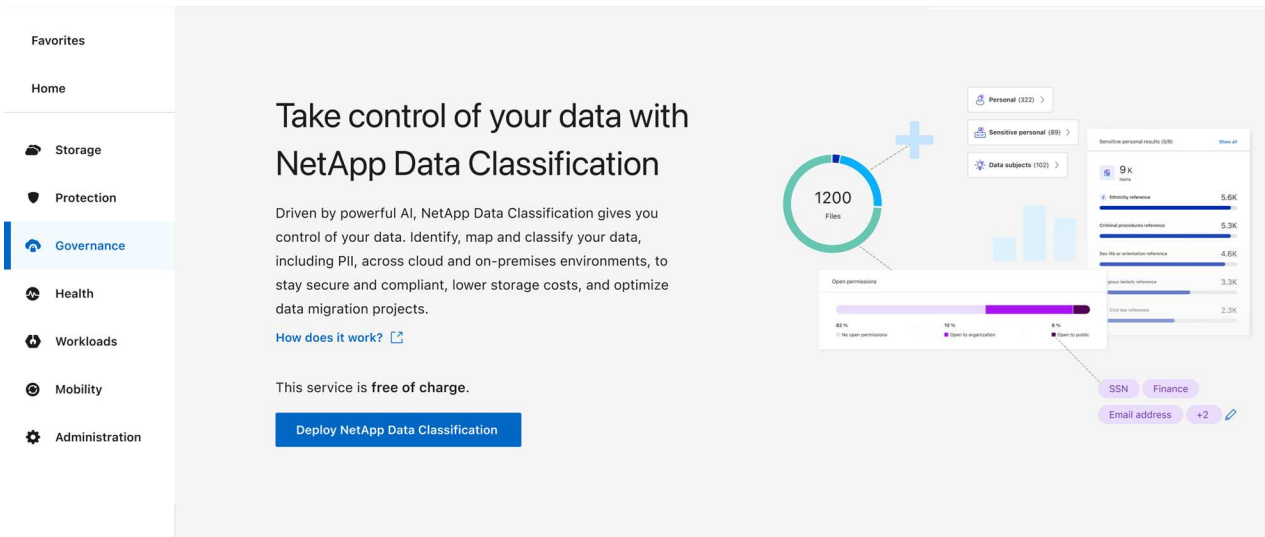 Favorites
Home
Storage
Protection
Governance
Health
Workloads
Mobility
Administration
Take control of your data with
NetApp Data Classification
Driven by powerful AI, NetApp Data Classification gives you
control of your data. Identify, map and classify your data,
including PII, across cloud and on-premises environments, to
stay secure and compliant, lower storage costs, and optimize
data migration projects.
How does it work?
This service is free of charge.
Deploy NetApp Data Classification
Personal (322)
Sensitive personal (89)
Data subjects (102)
1200
Files
Sensitive personal results (5/9) Show all
9 K
Items
Ethnicity reference 5.6K
Criminal procedures reference 5.3K
Sex life or orientation reference 4.6K
beliefs reference 3.3K
Civil law reference 2.3K
Open permissions
82 % 10 % 8 %
No open permissions Open to organization Open to public
SSN Finance
Email address +2